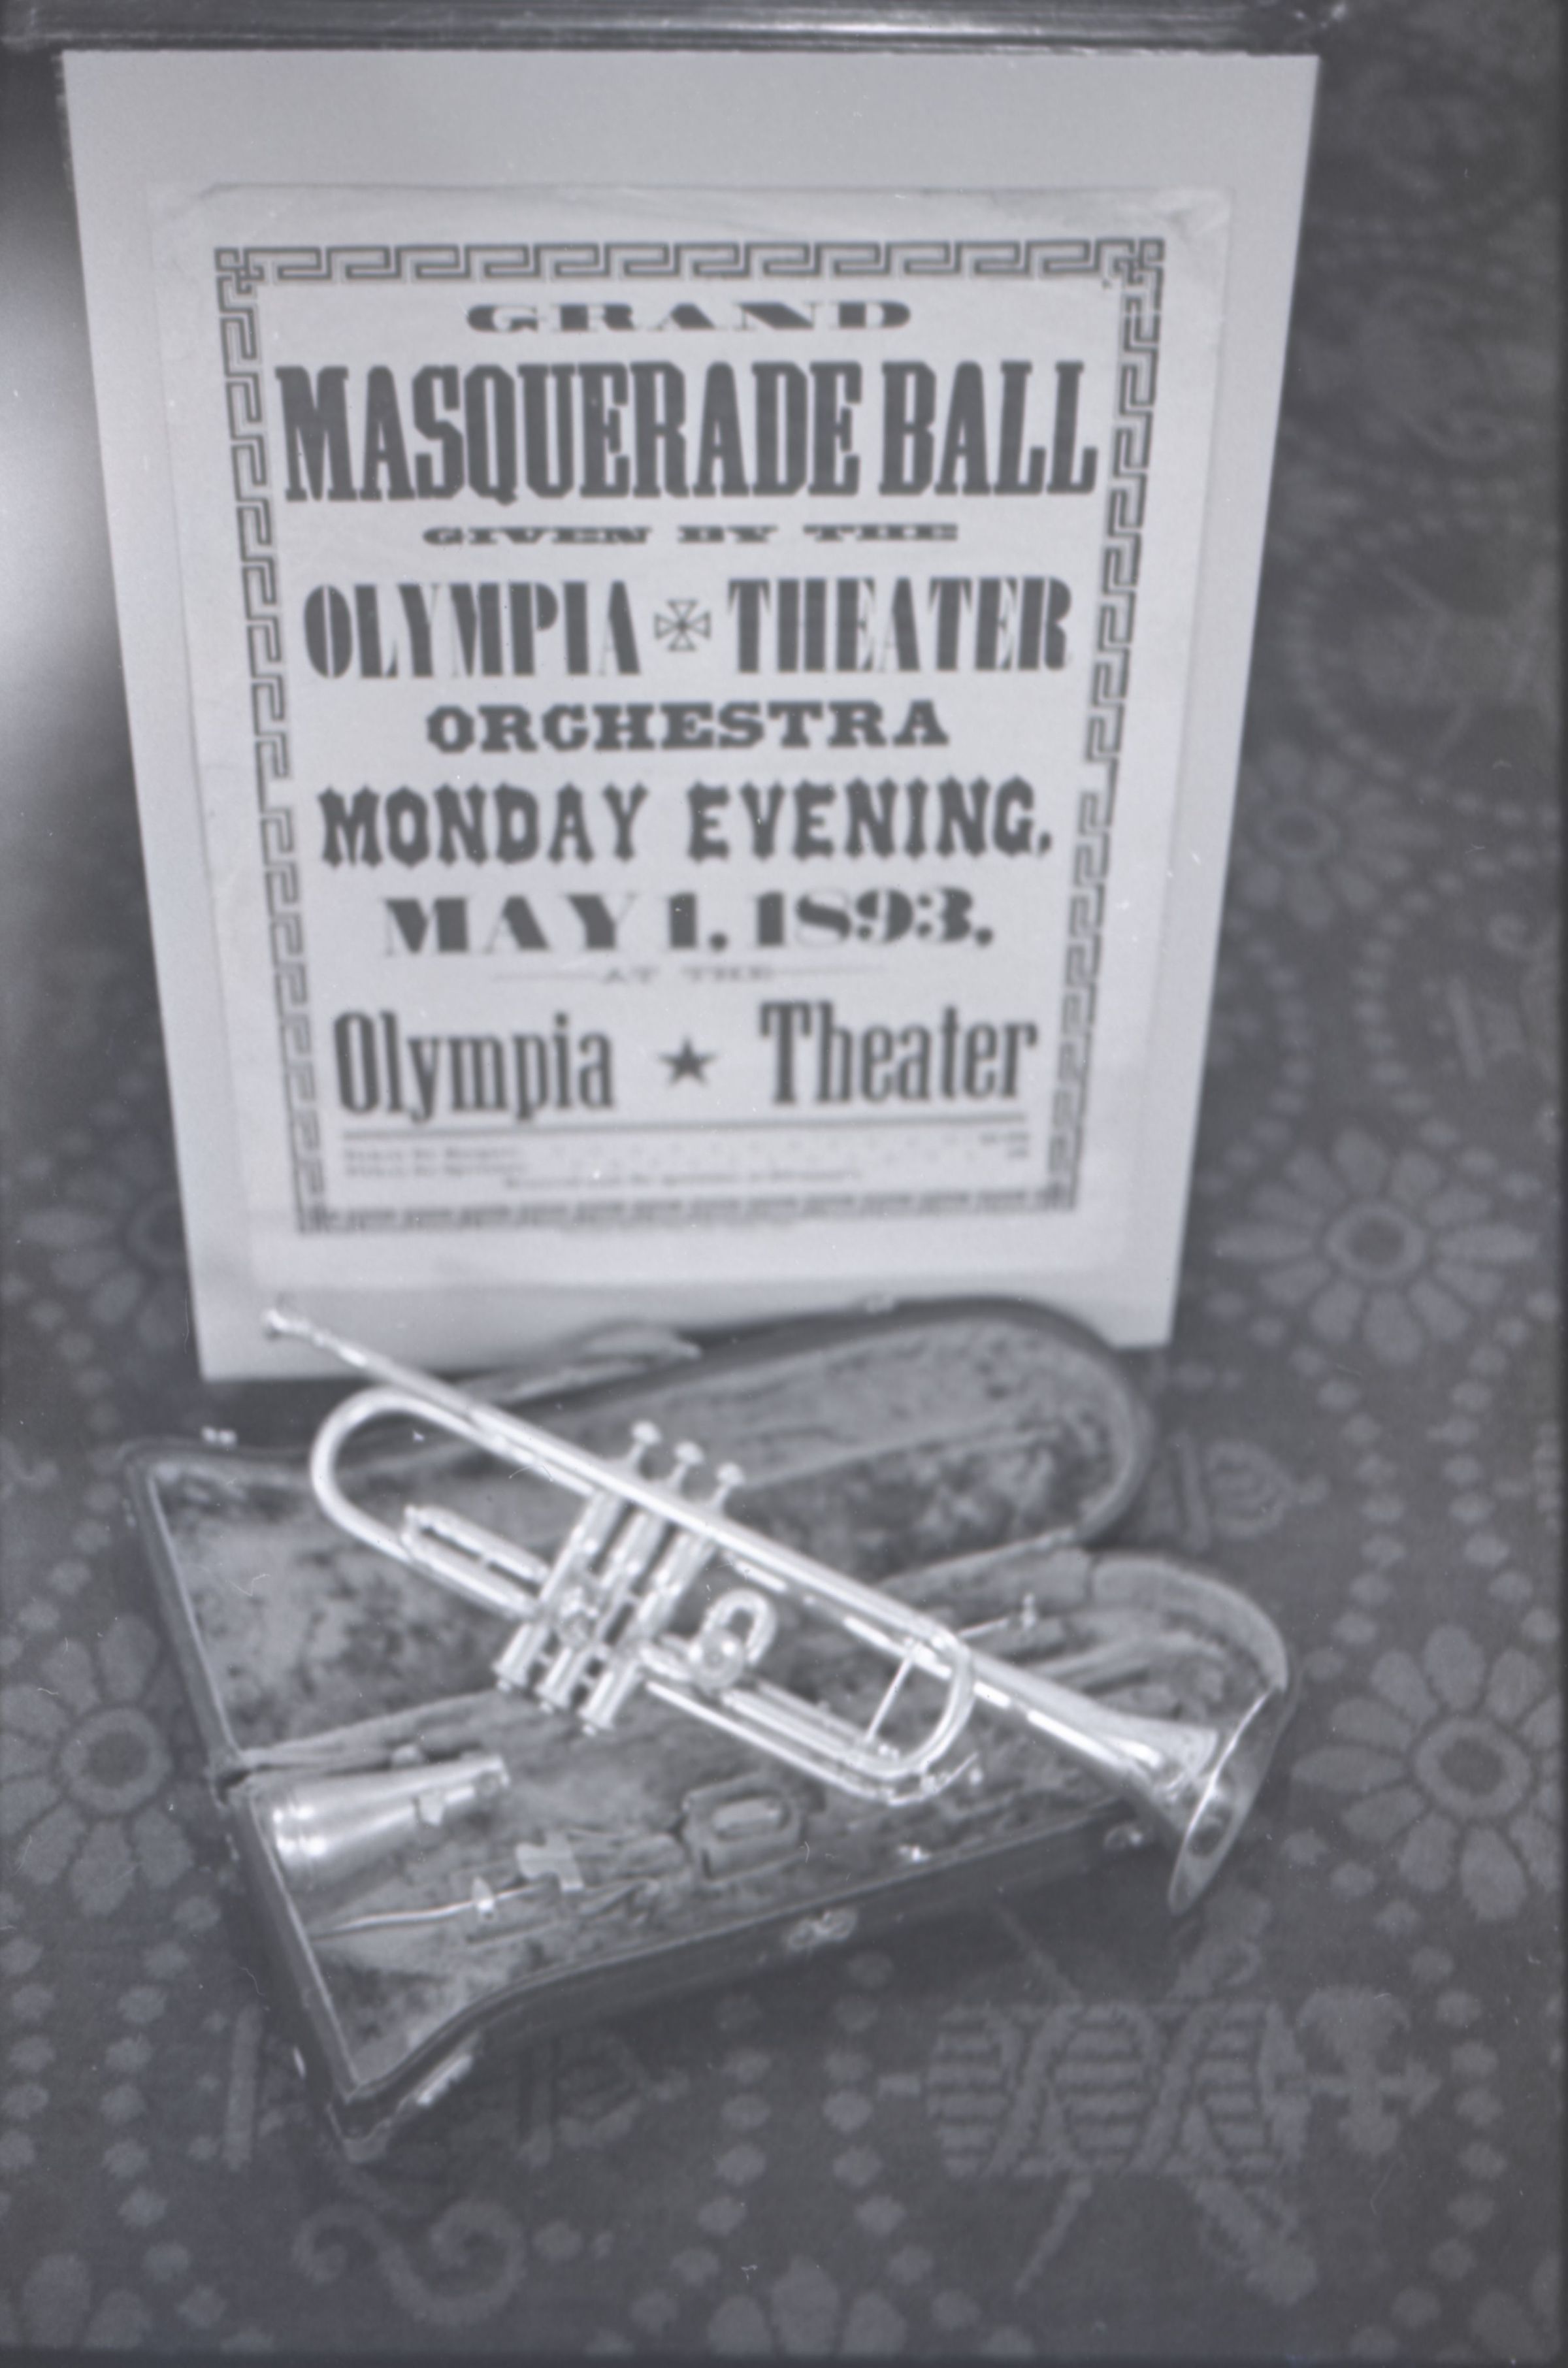 GRAND
MASQUERADE BALL
GIVEN BY THE
OLYMPIA THEATER
ORCHESTRA
MONDAY EVENING,
MAY 1, 1893,
AT THE
Olympia ★ Theater